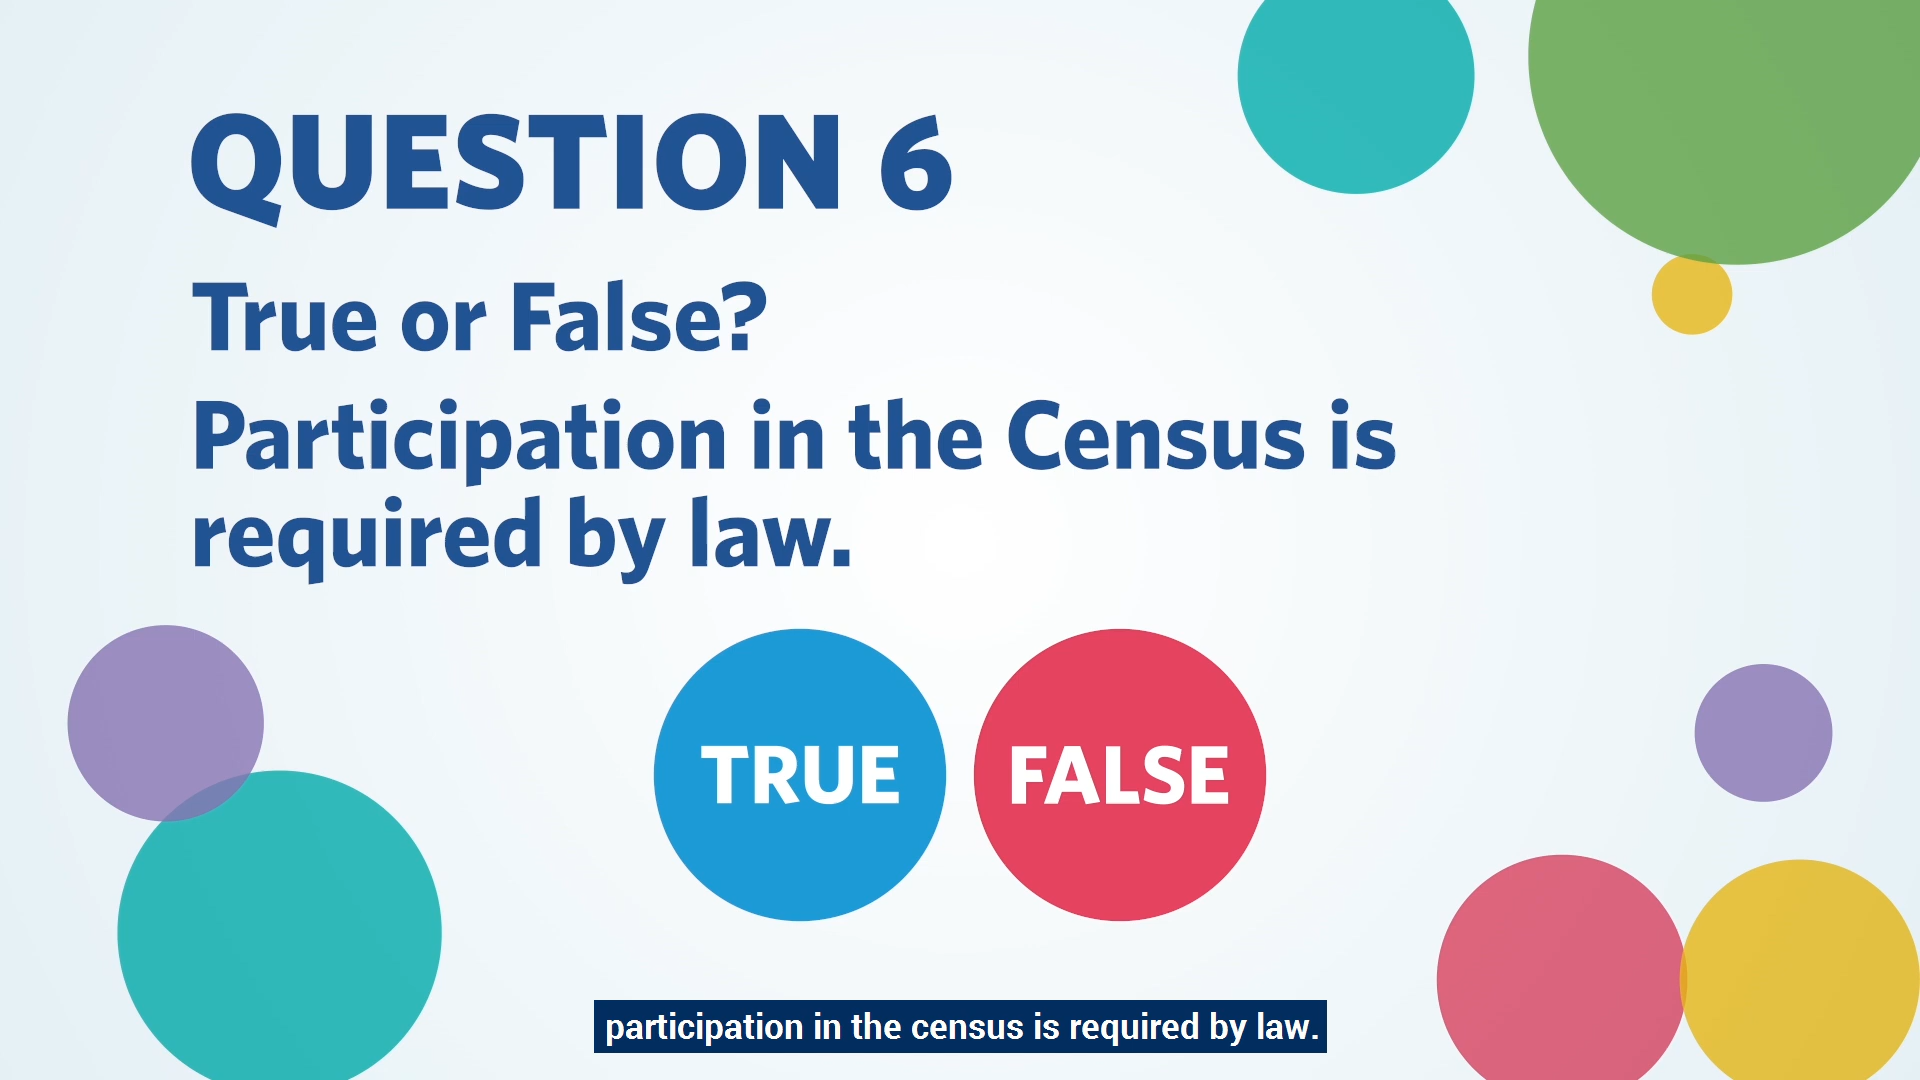 QUESTION 6
True or False?
Participation in the Census is
required by law.
TRUE
FALSE
participation in the census is required by law.